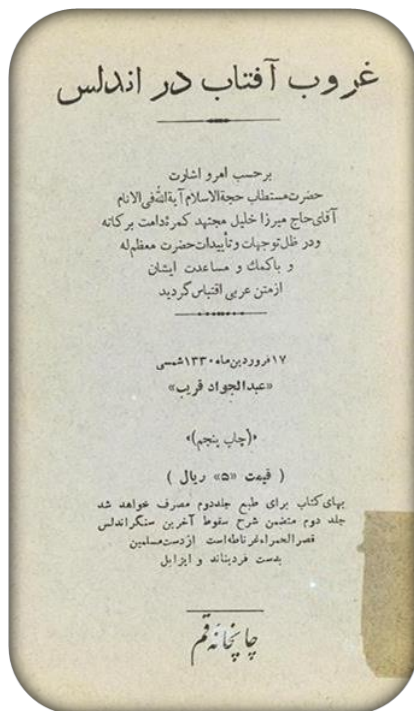 غروب آفتاب در اندلس
برحسب امر و اشارت
حضرت مستطاب حجة الاسلام آیة الله فی الانام
آقای حاج میرزا خلیل مجتهد کمرهٔ دامت برکاته
و در ظل توجهات و تأییدات حضرت معظم له
و با کمك و مساعدت ایشان
از متن عربی اقتباس گردید
۱۷ فروردین ماه ۱۳۳۰ شمسی
«عبدالجواد قریب»
«(چاپ پنجم)»
( قیمت «۵» ریال )
بهای کتاب برای طبع جلد دوم مصرف خواهد شد
جلد دوم متضمن شرح سقوط آخرین سنگر اندلس
قصر الحمراء غرناطه است از دست مسلمین
بدست فردیناند و ایزابل
چاپخانه قم